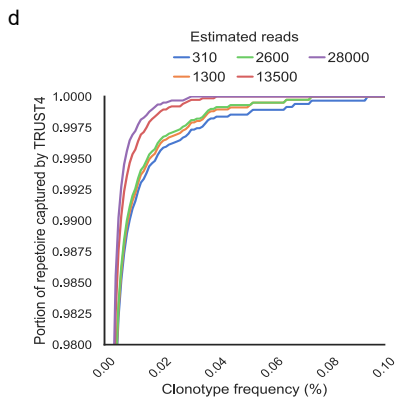 d
Estimated reads
310 2600 28000
1300 13500
Portion of repetoire captured by TRUST4
1.0000
0.9975
0.9950
0.9925
0.9900
0.9875
0.9850
0.9825
0.9800
0.00 0.02 0.04 0.06 0.08 0.10
Clonotype frequency (%)